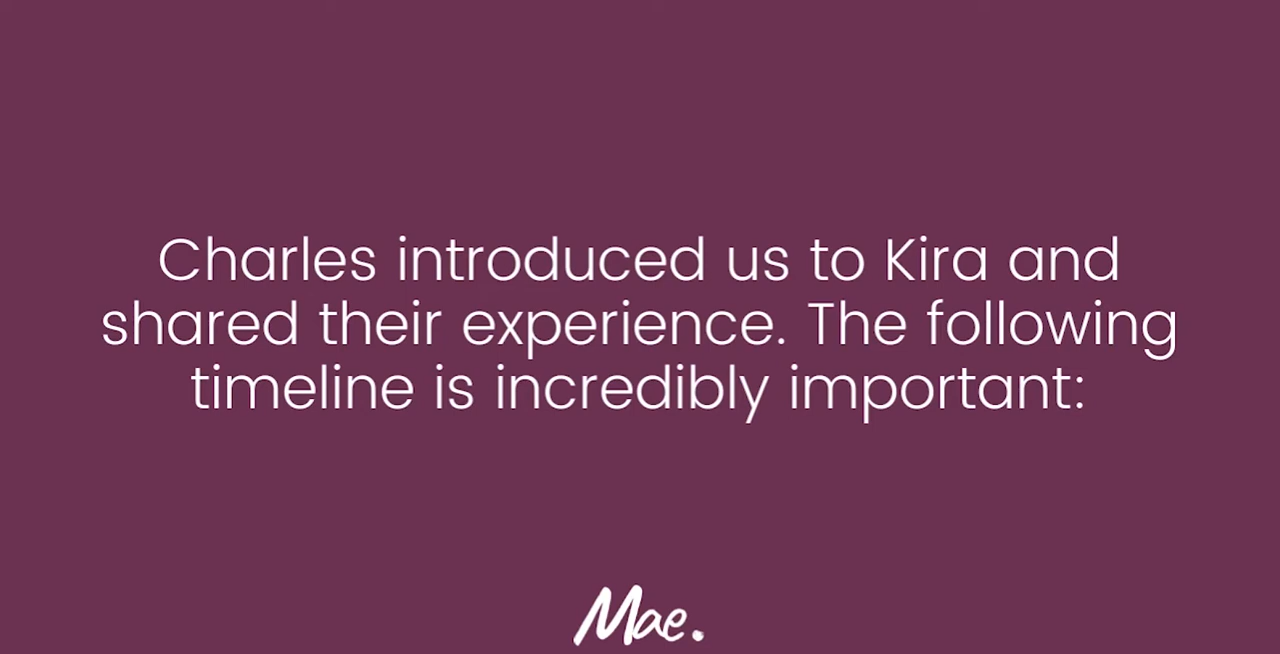 Charles introduced us to Kira and
shared their experience. The following
timeline is incredibly important:
Mae.